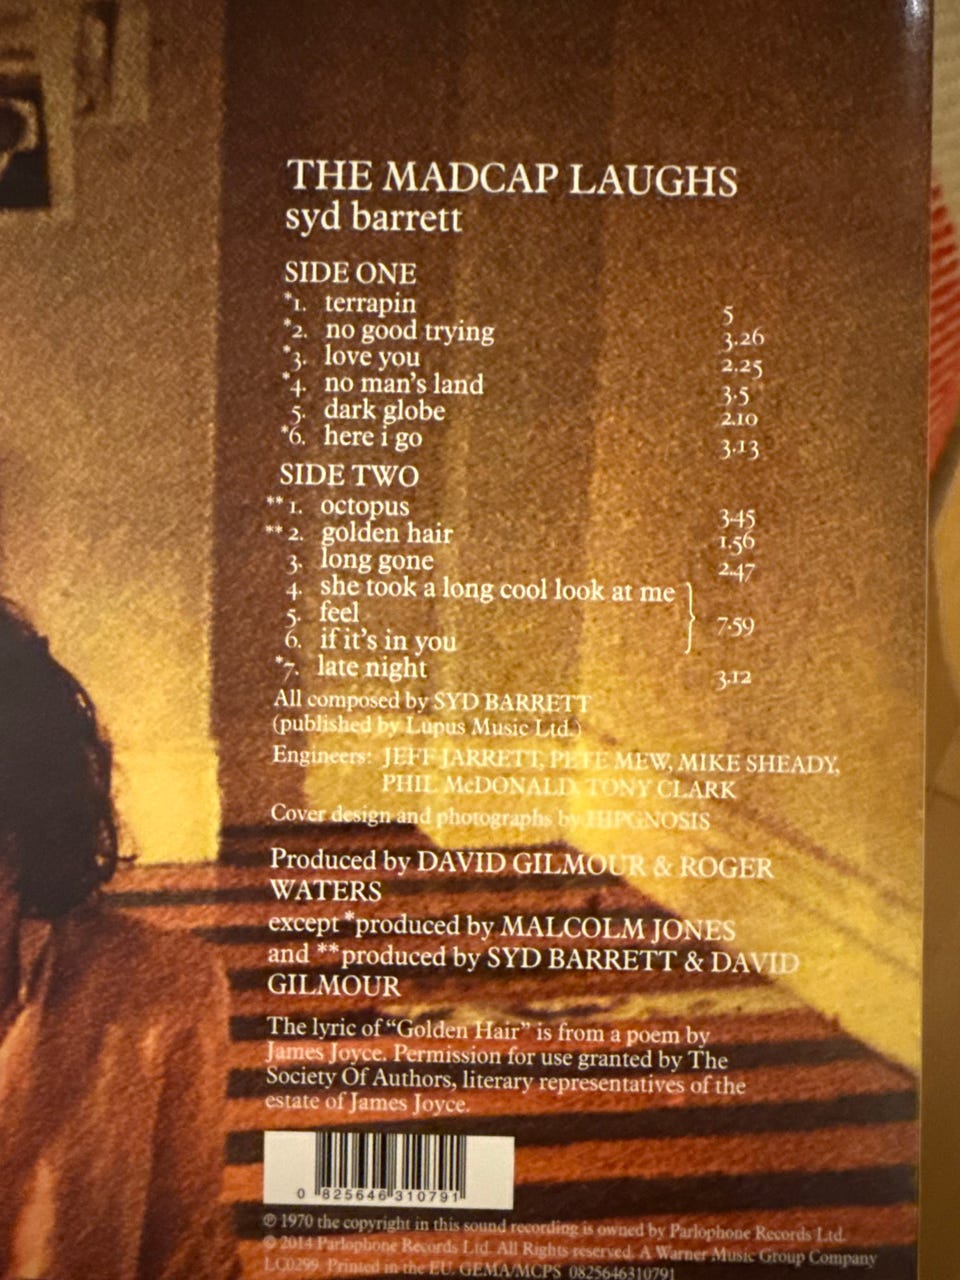 THE MADCAP LAUGHS
syd barrett
SIDE ONE
*1. terrapin 5
*2. no good trying 3.26
*3. love you 2.25
*4. no man's land 3.5
5. dark globe 2.10
*6. here i go 3.13
SIDE TWO
**1. octopus 3.45
**2. golden hair 1.56
3. long gone 2.47
4. she took a long cool look at me
5. feel 7.59
6. if it's in you
*7. late night 3.12
All composed by SYD BARRETT
(published by Lupus Music Ltd.)
Engineers: JEFF JARRETT, PETE MEW, MIKE SHEADY,
PHIL McDONALD, TONY CLARK
Cover design and photographs by HIPGNOSIS
Produced by DAVID GILMOUR & ROGER
WATERS
except *produced by MALCOLM JONES
and **produced by SYD BARRETT & DAVID
GILMOUR
The lyric of "Golden Hair" is from a poem by
James Joyce. Permission for use granted by The
Society Of Authors, literary representatives of the
estate of James Joyce.
0 825646 310791
℗ 1970 the copyright in this sound recording is owned by Parlophone Records Ltd.
© 2014 Parlophone Records Ltd. All Rights reserved. A Warner Music Group Company
LC0299. Printed in the EU. GEMA/MCPS 0825646310791